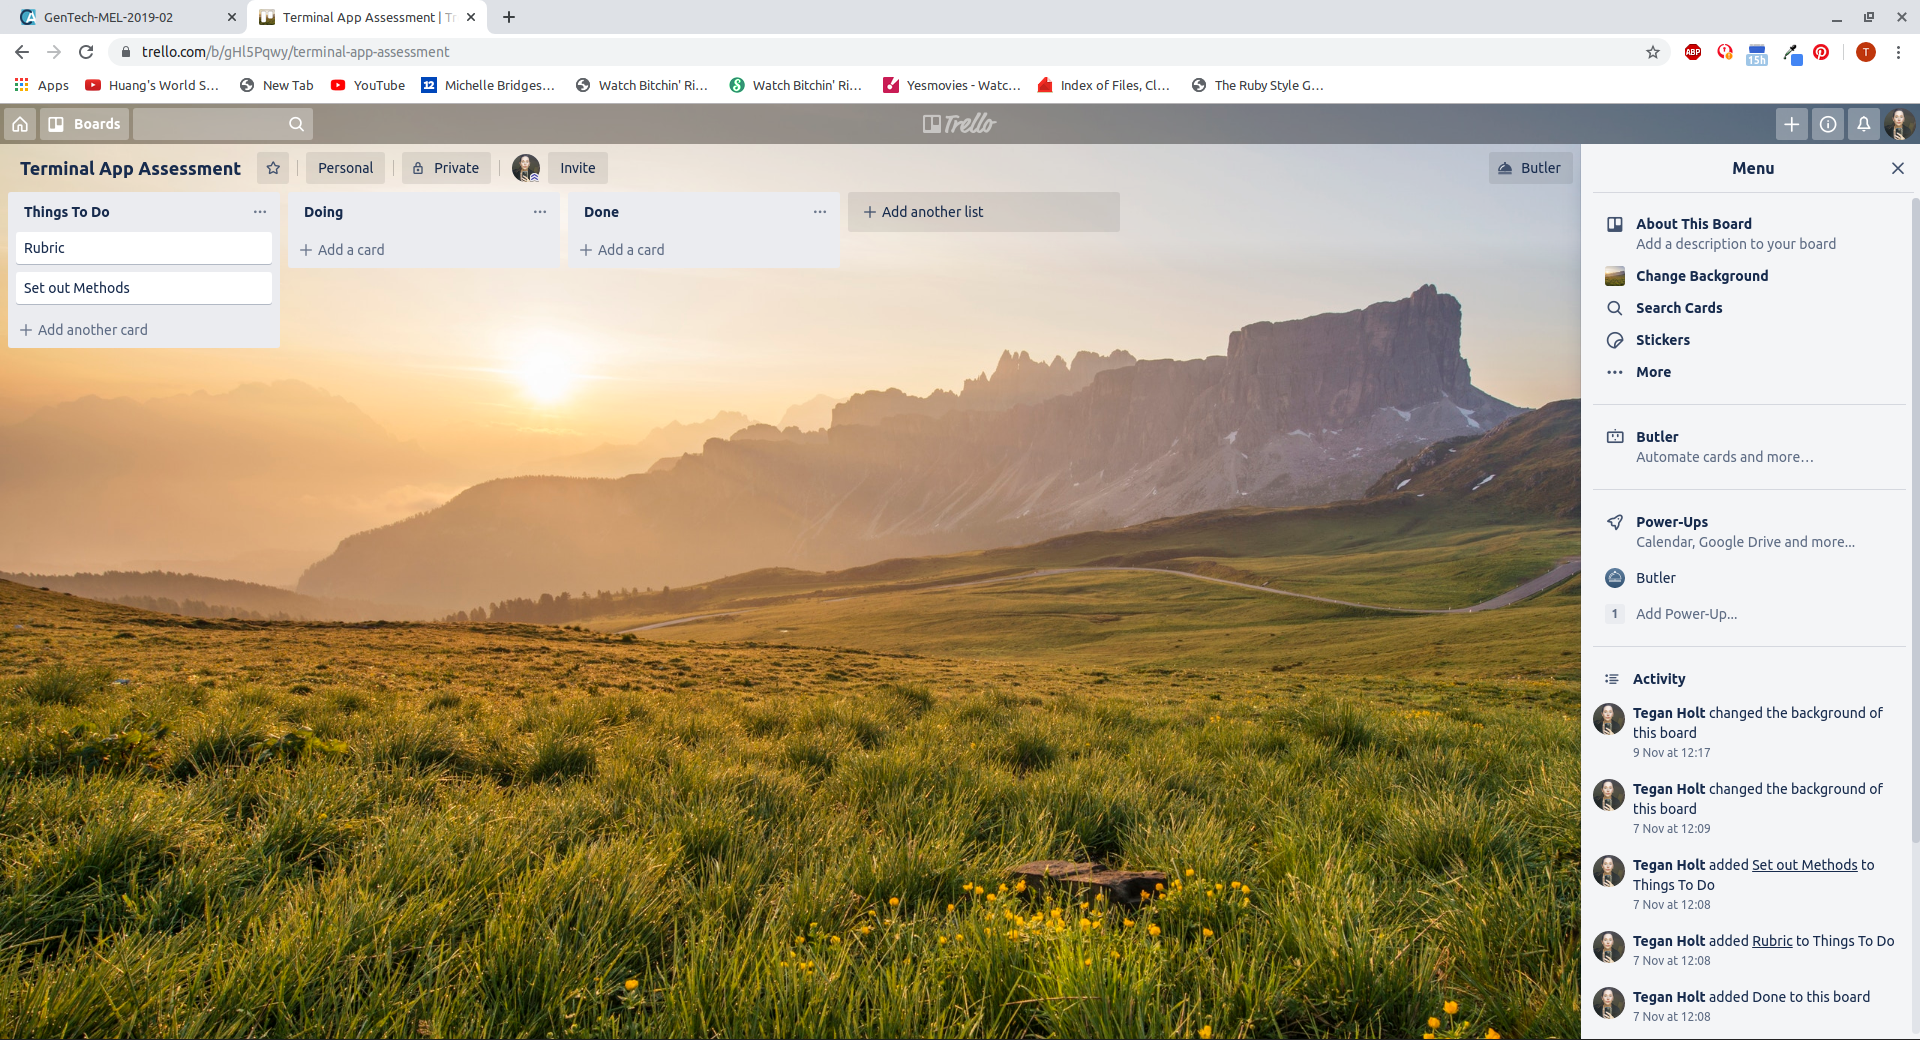 GenTech-MEL-2019-02
Terminal App Assessment | Tr
trello.com/b/gHl5Pqwy/terminal-app-assessment
ABP
15h
T
Apps
Huang's World S...
New Tab
YouTube
12
Michelle Bridges...
Watch Bitchin' Ri...
Watch Bitchin' Ri...
Yesmovies - Watc...
Index of Files, Cl...
The Ruby Style G...
Boards
Trello
Terminal App Assessment
Personal
Private
Invite
Butler
Things To Do
Rubric
Set out Methods
Add another card
Doing
Add a card
Done
Add a card
Add another list
Menu
About This Board
Add a description to your board
Change Background
Search Cards
Stickers
More
Butler
Automate cards and more...
Power-Ups
Calendar, Google Drive and more...
Butler
1 Add Power-Up...
Activity
Tegan Holt changed the background of
this board
9 Nov at 12:17
Tegan Holt changed the background of
this board
7 Nov at 12:09
Tegan Holt added Set out Methods to
Things To Do
7 Nov at 12:08
Tegan Holt added Rubric to Things To Do
7 Nov at 12:08
Tegan Holt added Done to this board
7 Nov at 12:08